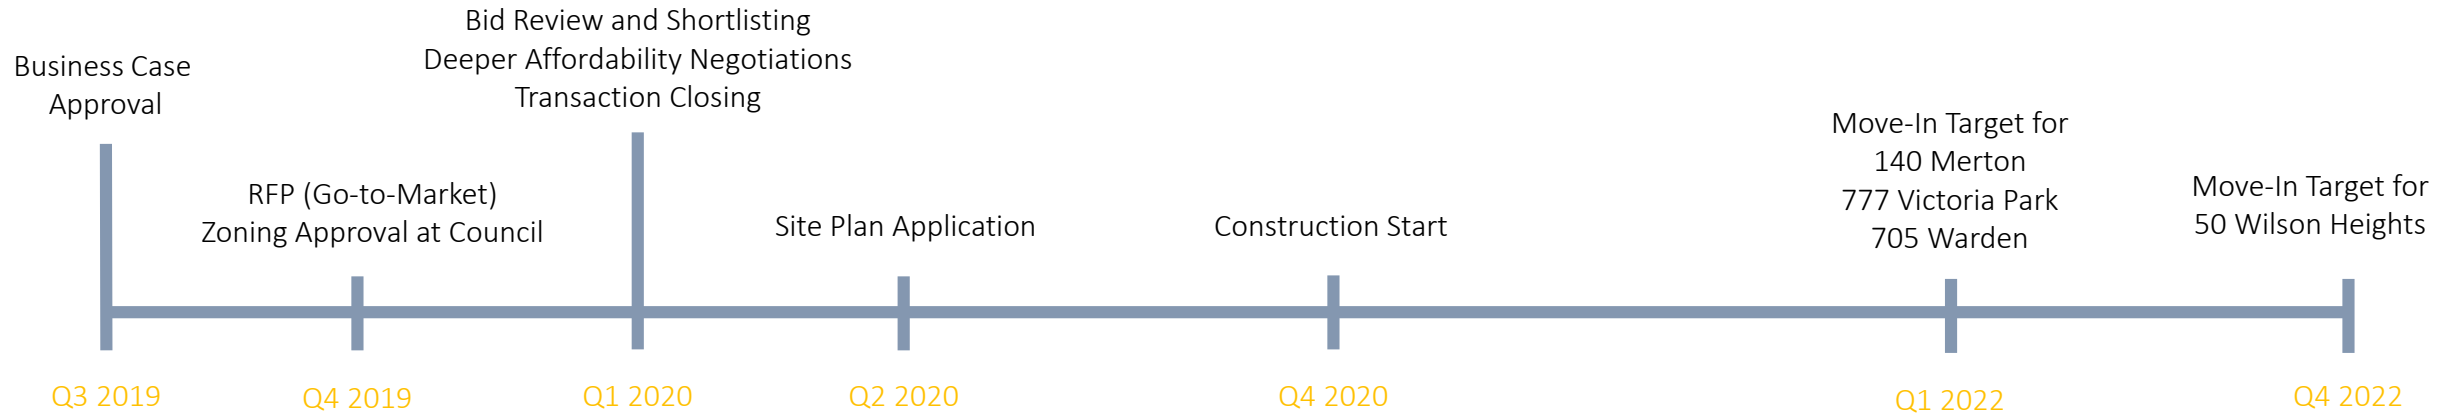 Business Case
Approval
RFP (Go-to-Market)
Zoning Approval at Council
Bid Review and Shortlisting
Deeper Affordability Negotiations
Transaction Closing
Site Plan Application
Construction Start
Move-In Target for
140 Merton
777 Victoria Park
705 Warden
Move-In Target for
50 Wilson Heights
Q3 2019
Q4 2019
Q1 2020
Q2 2020
Q4 2020
Q1 2022
Q4 2022